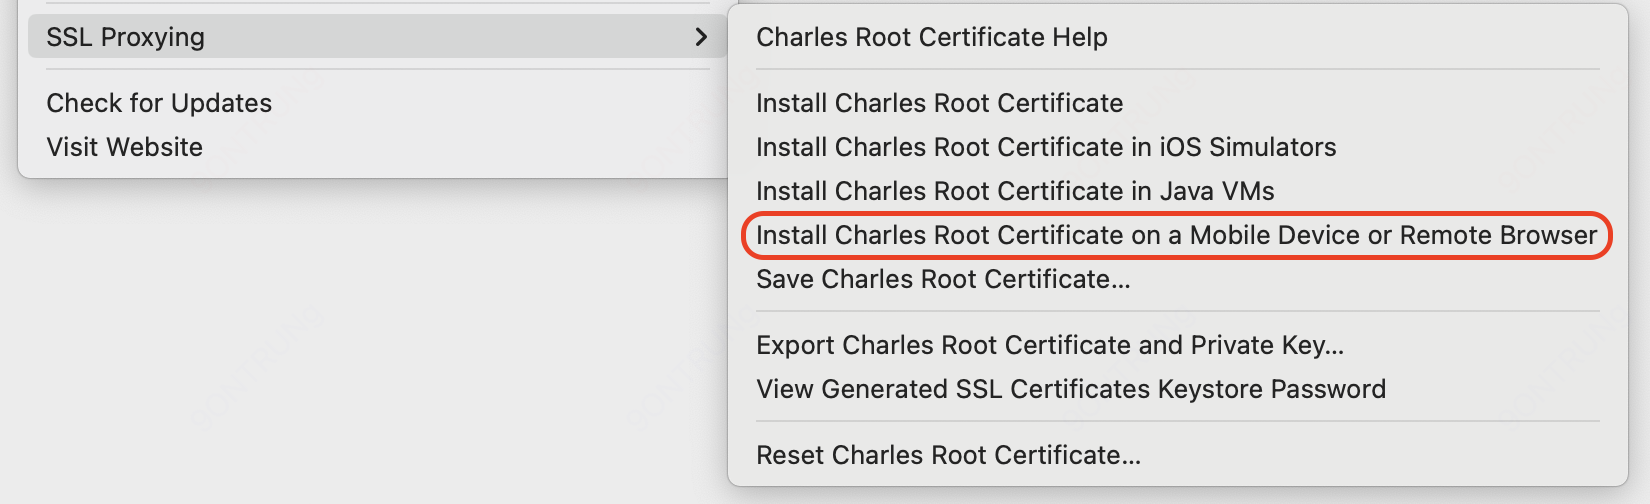 SSL Proxying
Check for Updates
Visit Website
Charles Root Certificate Help
Install Charles Root Certificate
Install Charles Root Certificate in iOS Simulators
Install Charles Root Certificate in Java VMs
Install Charles Root Certificate on a Mobile Device or Remote Browser
Save Charles Root Certificate...
Export Charles Root Certificate and Private Key...
View Generated SSL Certificates Keystore Password
Reset Charles Root Certificate...